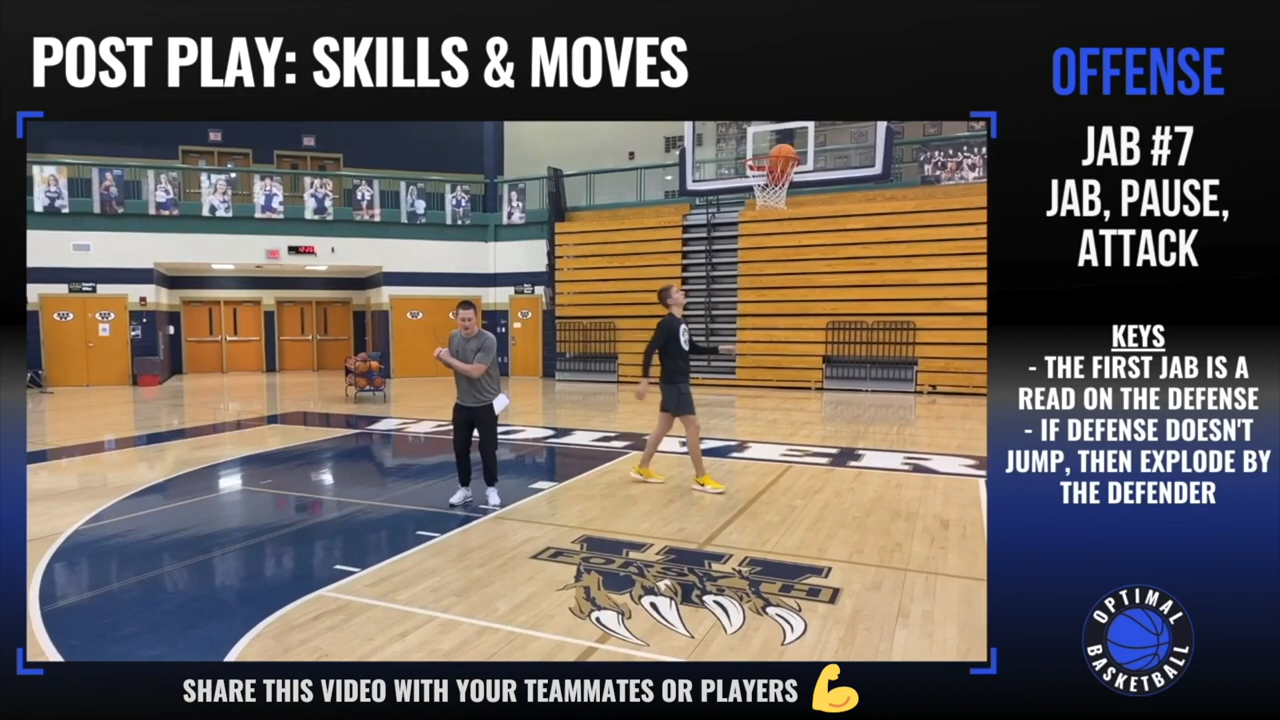 POST PLAY: SKILLS & MOVES
OFFENSE
JAB #7
JAB, PAUSE,
ATTACK
KEYS
- THE FIRST JAB IS A
READ ON THE DEFENSE
- IF DEFENSE DOESN'T
JUMP, THEN EXPLODE BY
THE DEFENDER
WOLVER
FORSYTH
OPTIMAL
BASKETBALL
SHARE THIS VIDEO WITH YOUR TEAMMATES OR PLAYERS